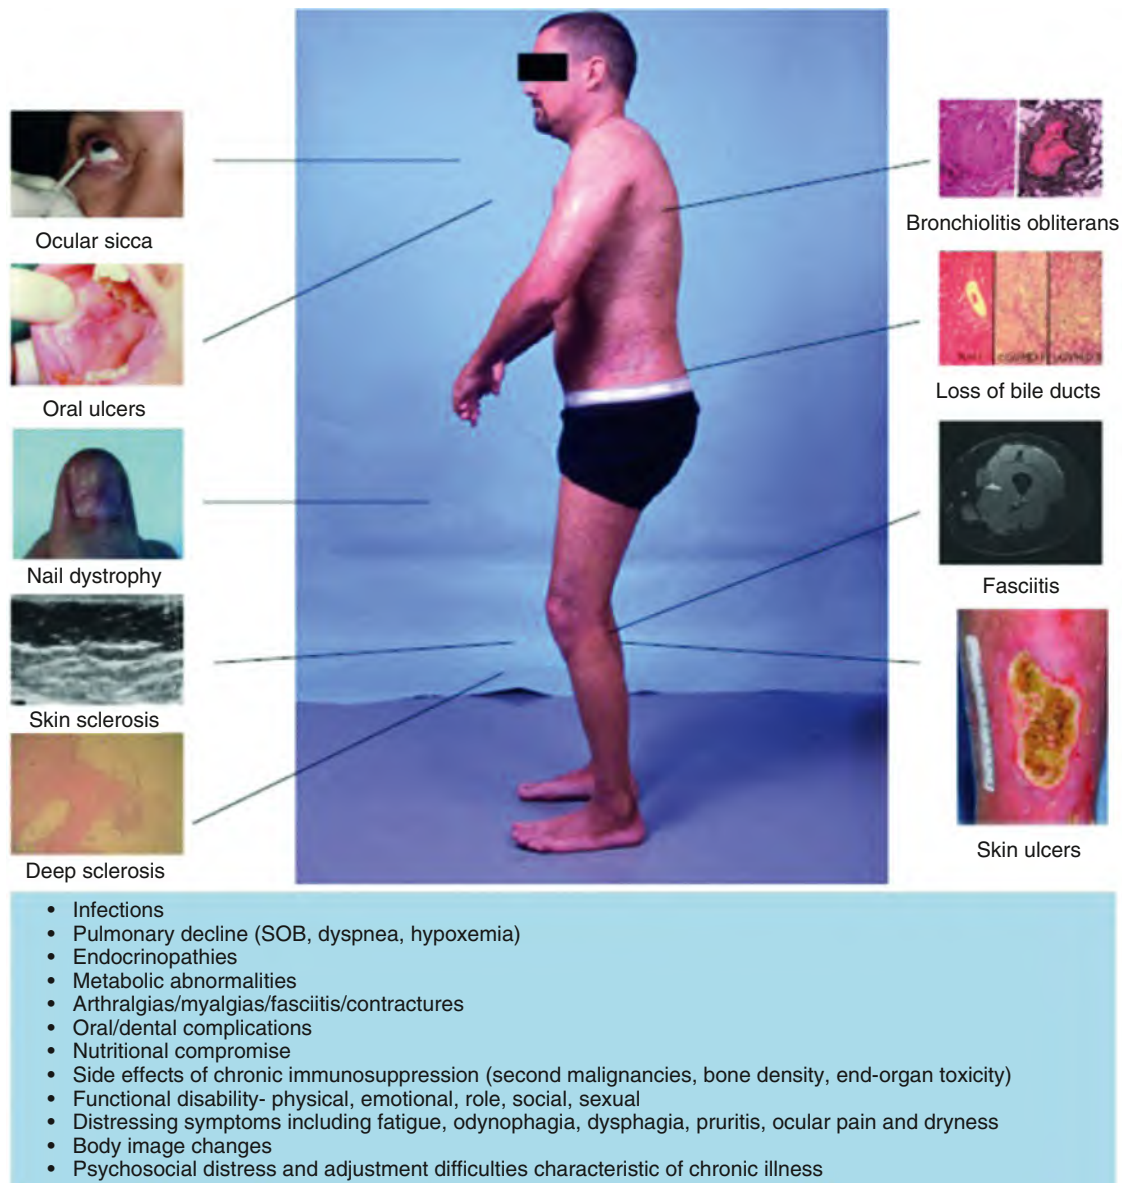 Ocular sicca
Oral ulcers
Nail dystrophy
Skin sclerosis
Deep sclerosis
Bronchiolitis obliterans
Loss of bile ducts
Fasciitis
Skin ulcers
• Infections
• Pulmonary decline (SOB, dyspnea, hypoxemia)
• Endocrinopathies
• Metabolic abnormalities
• Arthralgias/myalgias/fasciitis/contractures
• Oral/dental complications
• Nutritional compromise
• Side effects of chronic immunosuppression (second malignancies, bone density, end-organ toxicity)
• Functional disability- physical, emotional, role, social, sexual
• Distressing symptoms including fatigue, odynophagia, dysphagia, pruritis, ocular pain and dryness
• Body image changes
• Psychosocial distress and adjustment difficulties characteristic of chronic illness